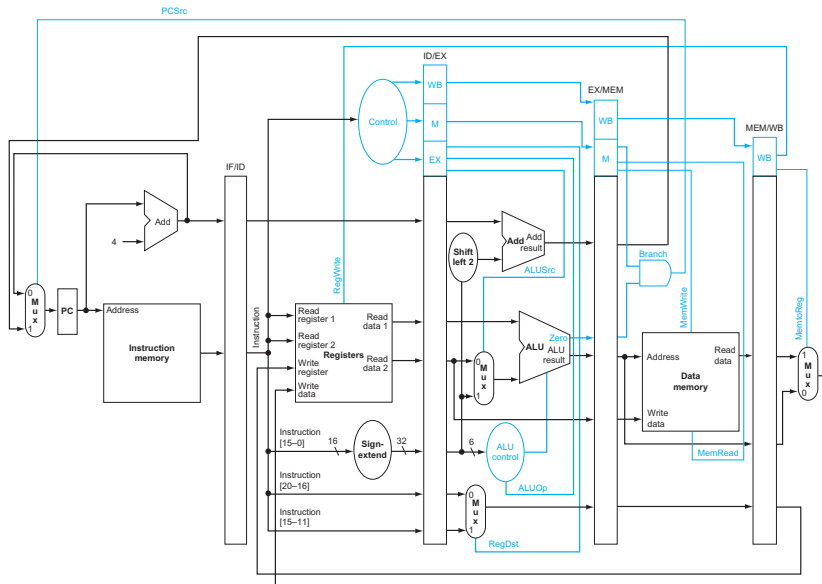 PCSrc
ID/EX
WB
EX/MEM
Control
M
WB
MEM/WB
EX
M
WB
IF/ID
Add
4
RegWrite
Shift
left 2
Add
Add
result
ALUSrc
Branch
MemWrite
MemtoReg
0
M
u
x
1
PC
Address
Instruction
memory
Instruction
Read
register 1
Read
register 2
Write
register
Write
data
Registers
Read
data 1
Read
data 2
0
M
u
x
1
Zero
ALU
ALU
result
Address
Read
data
Data
memory
Write
data
1
M
u
x
0
MemRead
Instruction
[15–0]
16
Sign-
extend
32
6
ALU
control
ALUOp
Instruction
[20–16]
Instruction
[15–11]
0
M
u
x
1
RegDst